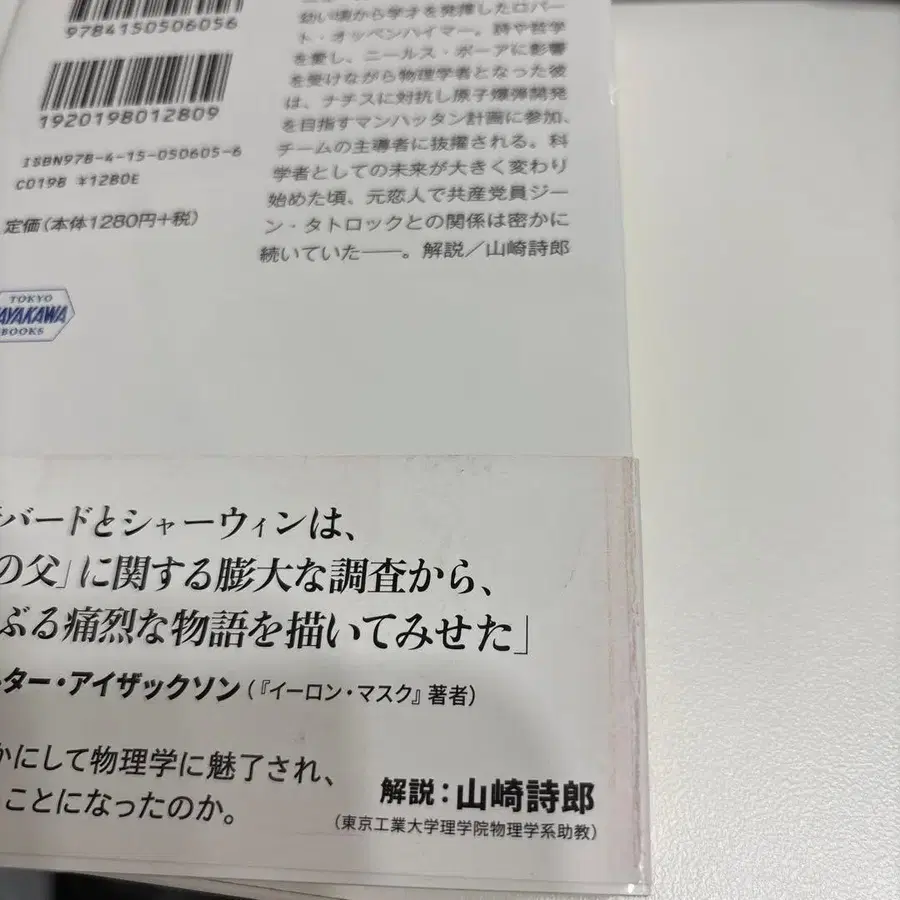 9784150506056
1920198012809
ISBN978-4-15-050605-6
C0198 ¥1280E
定価(本体1280円+税)
TOKYO
HAYAKAWA
BOOKS
幼い頃から学才を発揮したロバー
ト・オッペンハイマー。詩や哲学
を愛し、ニールス・ボーアに影響
を受けながら物理学者となった彼
は、ナチスに対抗し原子爆弾開発
を目指すマンハッタン計画に参加、
チームの主導者に抜擢される。科
学者としての未来が大きく変わり
始めた頃、元恋人で共産党員ジー
ン・タトロックとの関係は密かに
続いていた——。解説/山崎詩郎
バードとシャーウィンは、
の父」に関する膨大な調査から、
ぶる痛烈な物語を描いてみせた」
ター・アイザックソン(『イーロン・マスク』著者)
かにして物理学に魅了され、
ことになったのか。
解説:山崎詩郎
(東京工業大学理学院物理学系助教)